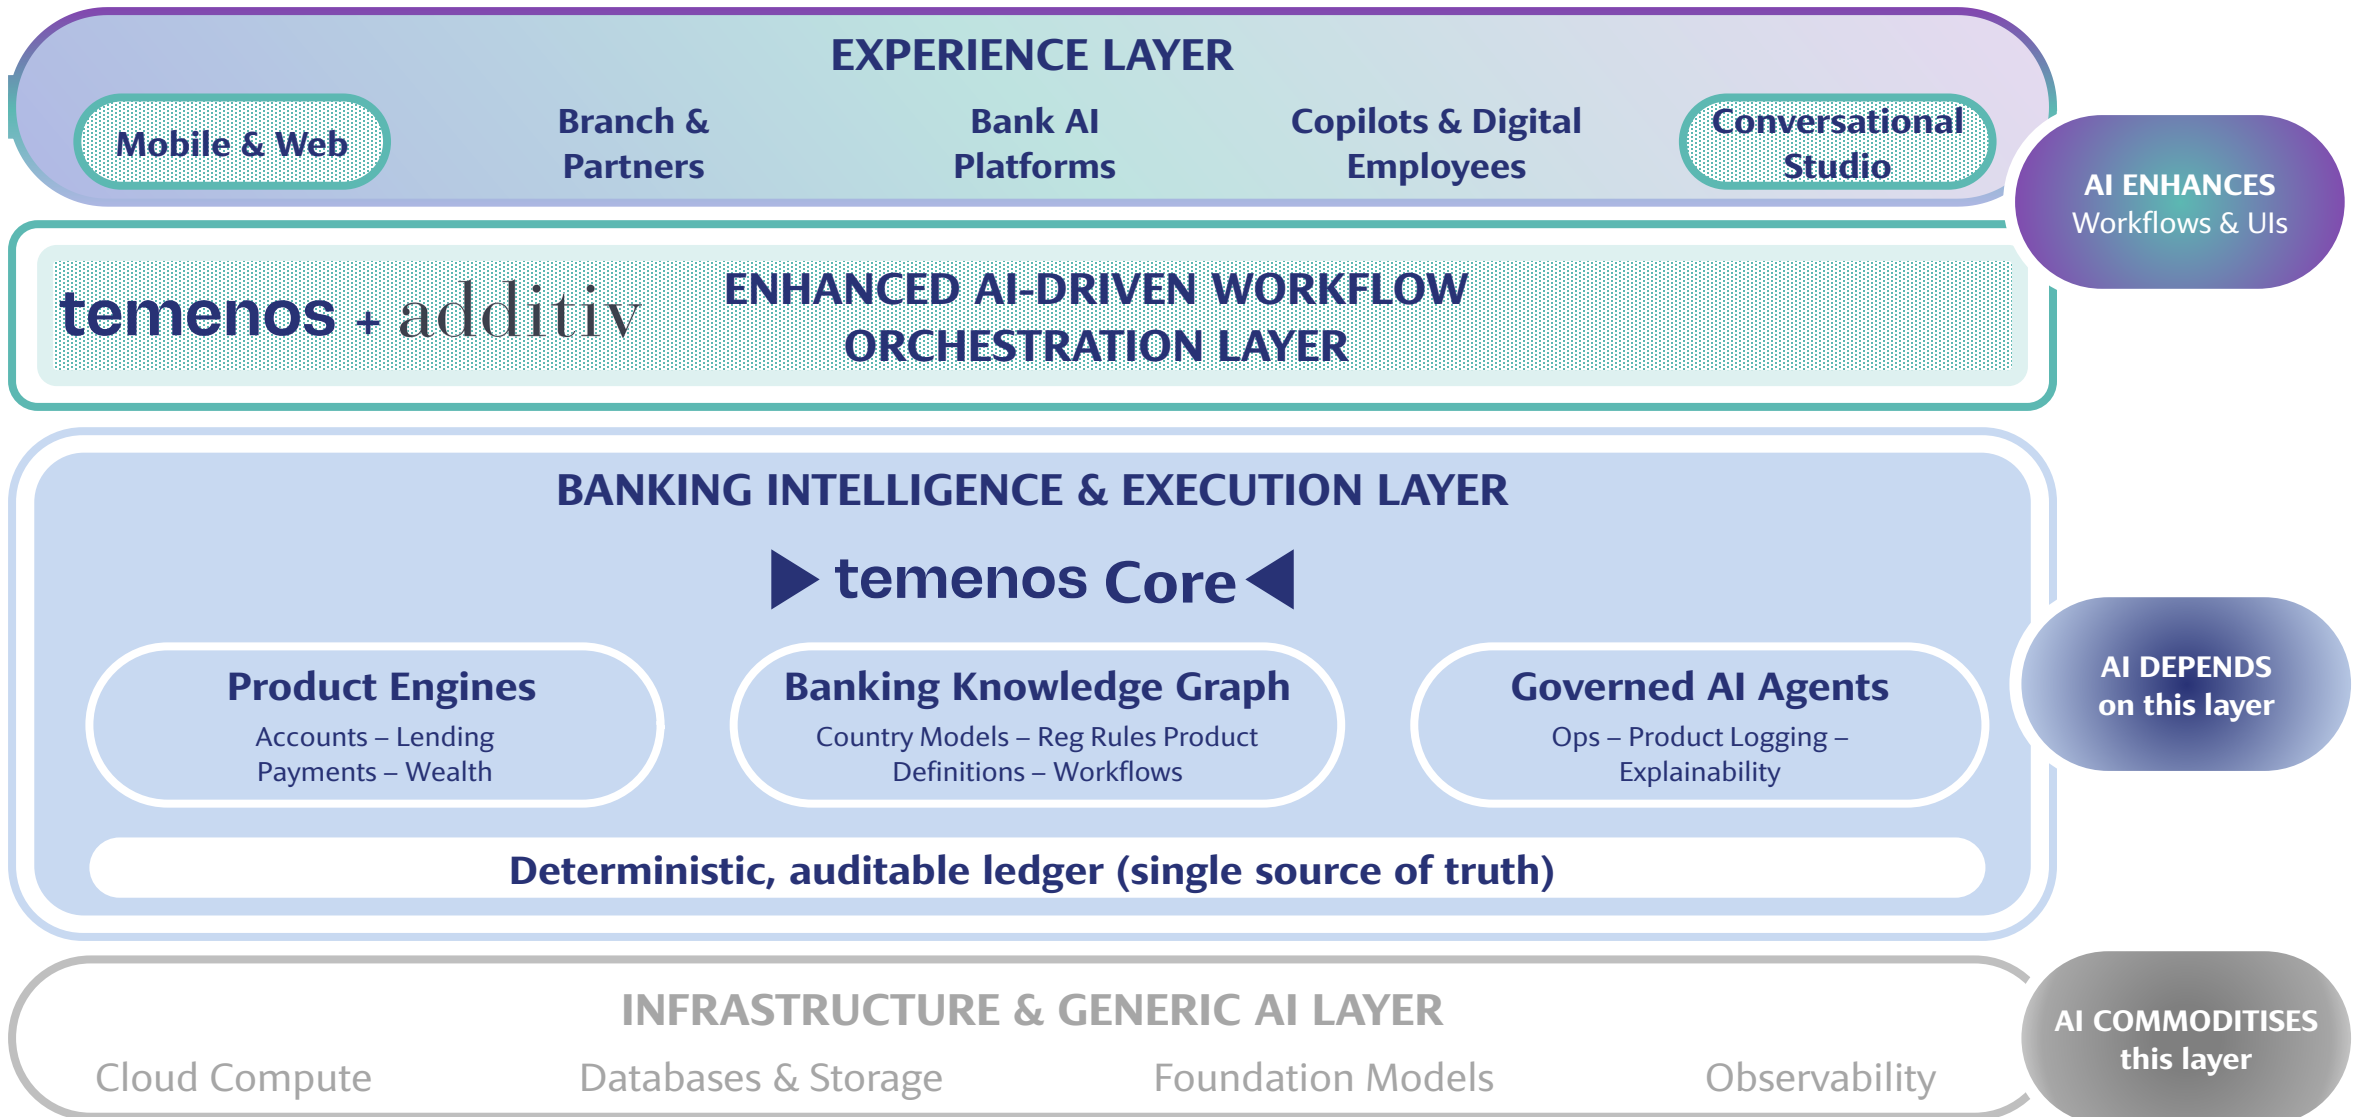 EXPERIENCE LAYER
Mobile & Web
Branch &
Partners
Bank AI
Platforms
Copilots & Digital
Employees
Conversational
Studio
AI ENHANCES
Workflows & UIs
temenos + additiv
ENHANCED AI-DRIVEN WORKFLOW
ORCHESTRATION LAYER
BANKING INTELLIGENCE & EXECUTION LAYER
temenos Core
Product Engines
Accounts – Lending
Payments – Wealth
Banking Knowledge Graph
Country Models – Reg Rules Product
Definitions – Workflows
Governed AI Agents
Ops – Product Logging –
Explainability
AI DEPENDS
on this layer
Deterministic, auditable ledger (single source of truth)
INFRASTRUCTURE & GENERIC AI LAYER
Cloud Compute
Databases & Storage
Foundation Models
Observability
AI COMMODITISES
this layer